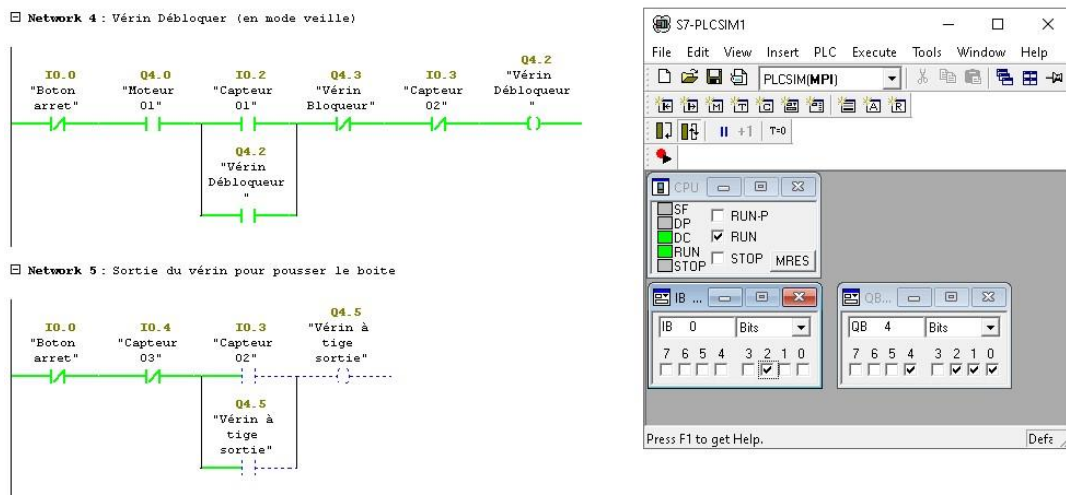 Network 4 : Vérin Débloquer (en mode veille)
I0.0 Q4.0 I0.2 Q4.3 I0.3 Q4.2
"Boton "Moteur "Capteur "Vérin "Capteur "Vérin
arret" 01" 01" Bloqueur" 02" Débloqueur
"
Q4.2
"Vérin
Débloqueur
"
Network 5 : Sortie du vérin pour pousser le boite
I0.0 I0.4 I0.3 Q4.5
"Boton "Capteur "Capteur "Vérin à
arret" 03" 02" tige
sortie"
Q4.5
"Vérin à
tige
sortie"
S7-PLCSIM1
File Edit View Insert PLC Execute Tools Window Help
PLCSIM(MPI)
+1 T=0
CPU
SF
DP
DC
RUN
STOP
RUN-P
RUN
STOP MRES
IB ...
IB 0 Bits
7 6 5 4 3 2 1 0
QB...
QB 4 Bits
7 6 5 4 3 2 1 0
Press F1 to get Help. Defa